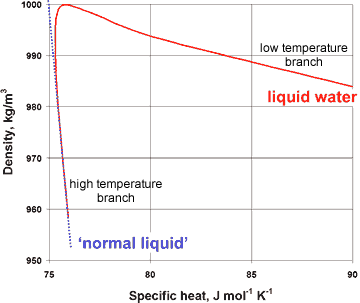 1000
990
980
970
960
950
Density, kg/m³
low temperature
branch
liquid water
high temperature
branch
‘normal liquid’
75
80
85
90
Specific heat, J mol⁻¹ K⁻¹